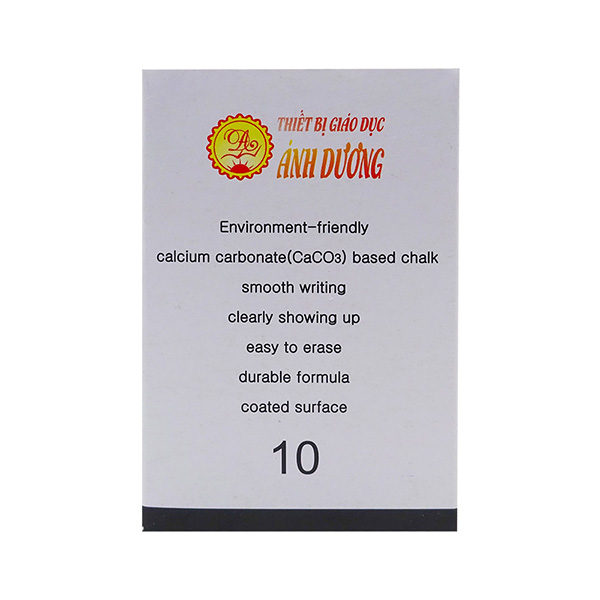 THIẾT BỊ GIÁO DỤC
ÁNH DƯƠNG
Environment-friendly
calcium carbonate(CaCO3) based chalk
smooth writing
clearly showing up
easy to erase
durable formula
coated surface
10